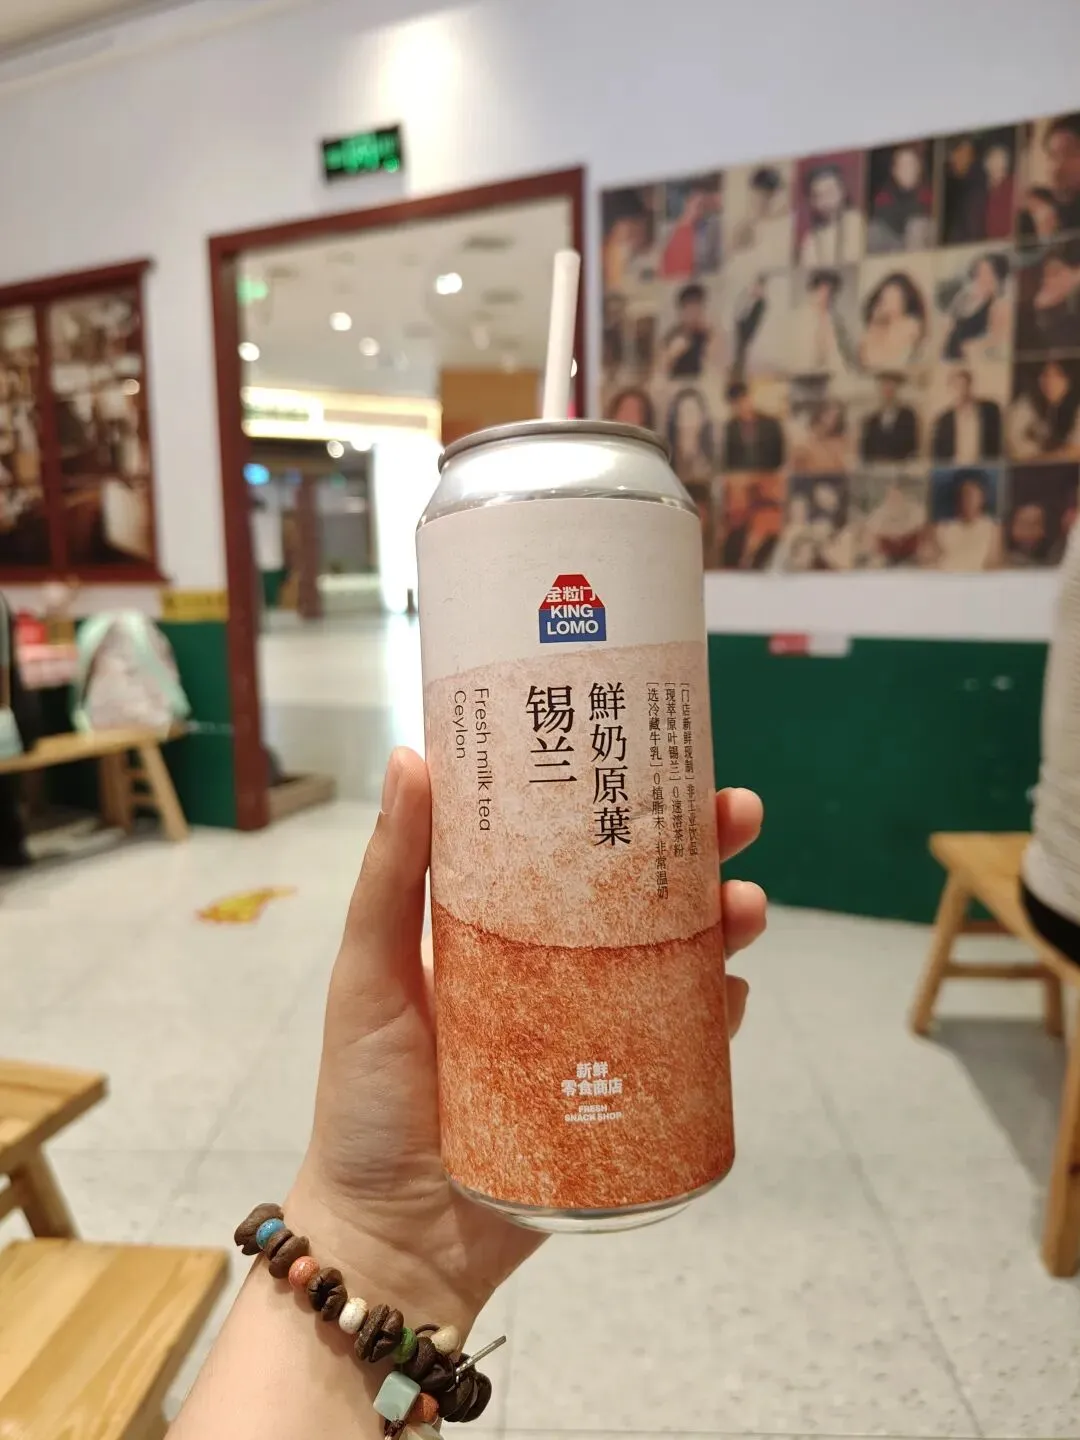 金粒门
KING
LOMO
[门店新鲜现制] 非工业饮品
[现萃原叶锡兰] 0速溶茶粉
[选冷藏牛乳] 0植脂末、非常温奶
鮮奶原葉
锡兰
Fresh milk tea
Ceylon
新鲜
零食商店
FRESH
SNACK SHOP